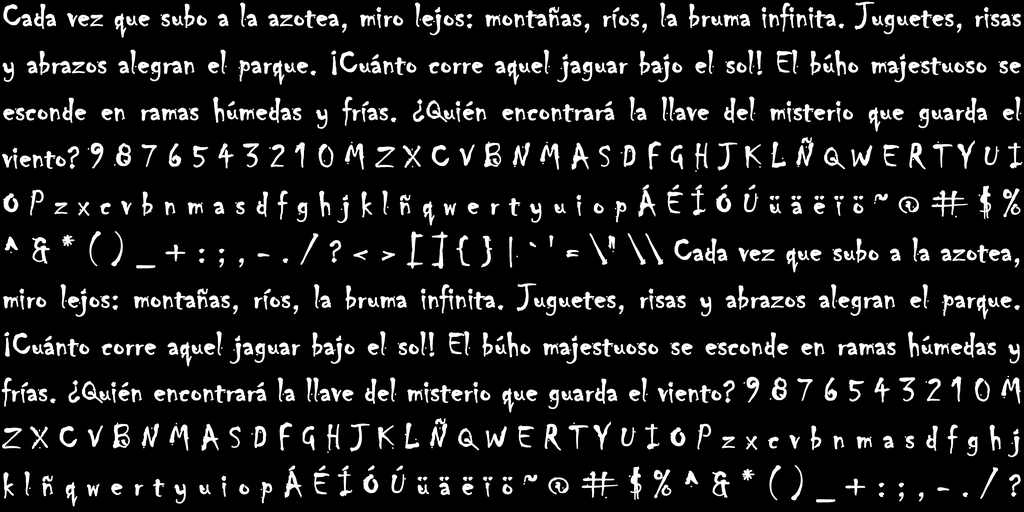 Cada vez que subo a la azotea, miro lejos: montañas, ríos, la bruma infinita. Juguetes, risas
y abrazos alegran el parque. ¡Cuánto corre aquel jaguar bajo el sol! El búho majestuoso se
esconde en ramas húmedas y frías. ¿Quién encontrará la llave del misterio que guarda el
viento? 9 8 7 6 5 4 3 2 1 0 M Z X C V B N M A S D F G H J K L Ñ Q W E R T Y U I
O P z x c v b n m a s d f g h j k l ñ q w e r t y u i o p Á É Í Ó Ú ü ä ë ï ö ~ @ # $ %
^ & * ( ) _ + : ; , - . / ? < > [ ] { } | ` ' = \" \\ Cada vez que subo a la azotea,
miro lejos: montañas, ríos, la bruma infinita. Juguetes, risas y abrazos alegran el parque.
¡Cuánto corre aquel jaguar bajo el sol! El búho majestuoso se esconde en ramas húmedas y
frías. ¿Quién encontrará la llave del misterio que guarda el viento? 9 8 7 6 5 4 3 2 1 0 M
Z X C V B N M A S D F G H J K L Ñ Q W E R T Y U I O P z x c v b n m a s d f g h j
k l ñ q w e r t y u i o p Á É Í Ó Ú ü ä ë ï ö ~ @ # $ % ^ & * ( ) _ + : ; , - . / ?